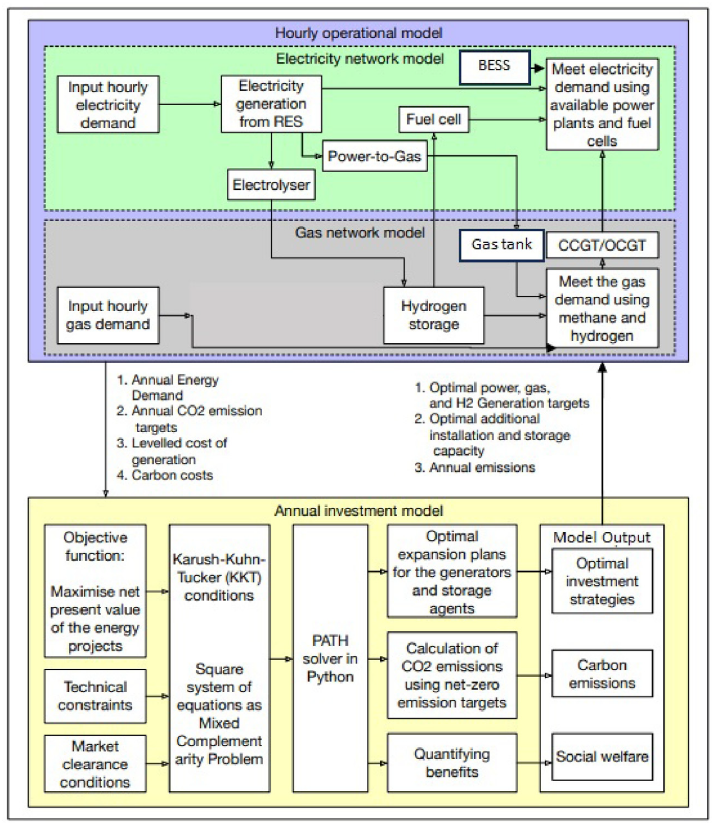 Hourly operational model
Electricity network model
BESS
Input hourly
electricity
demand
Electricity
generation
from RES
Meet electricity
demand using
available power
plants and fuel
cells
Fuel cell
Power-to-Gas
Electrolyser
Gas network model
Gas tank
CCGT/OCGT
Input hourly
gas demand
Hydrogen
storage
Meet the gas
demand using
methane and
hydrogen
1. Annual Energy
Demand
2. Annual CO2 emission
targets
3. Levelled cost of
generation
4. Carbon costs
1. Optimal power, gas,
and H2 Generation targets
2. Optimal additional
installation and storage
capacity
3. Annual emissions
Annual investment model
Objective
function:
Maximise net
present value
of the energy
projects
Technical
constraints
Market
clearance
conditions
Karush-Kuhn-
Tucker (KKT)
conditions
Square
system of
equations as
Mixed
Complement
arity Problem
PATH
solver in
Python
Optimal
expansion plans
for the generators
and storage
agents
Calculation of
CO2 emissions
using net-zero
emission targets
Quantifying
benefits
Model Output
Optimal
investment
strategies
Carbon
emissions
Social welfare